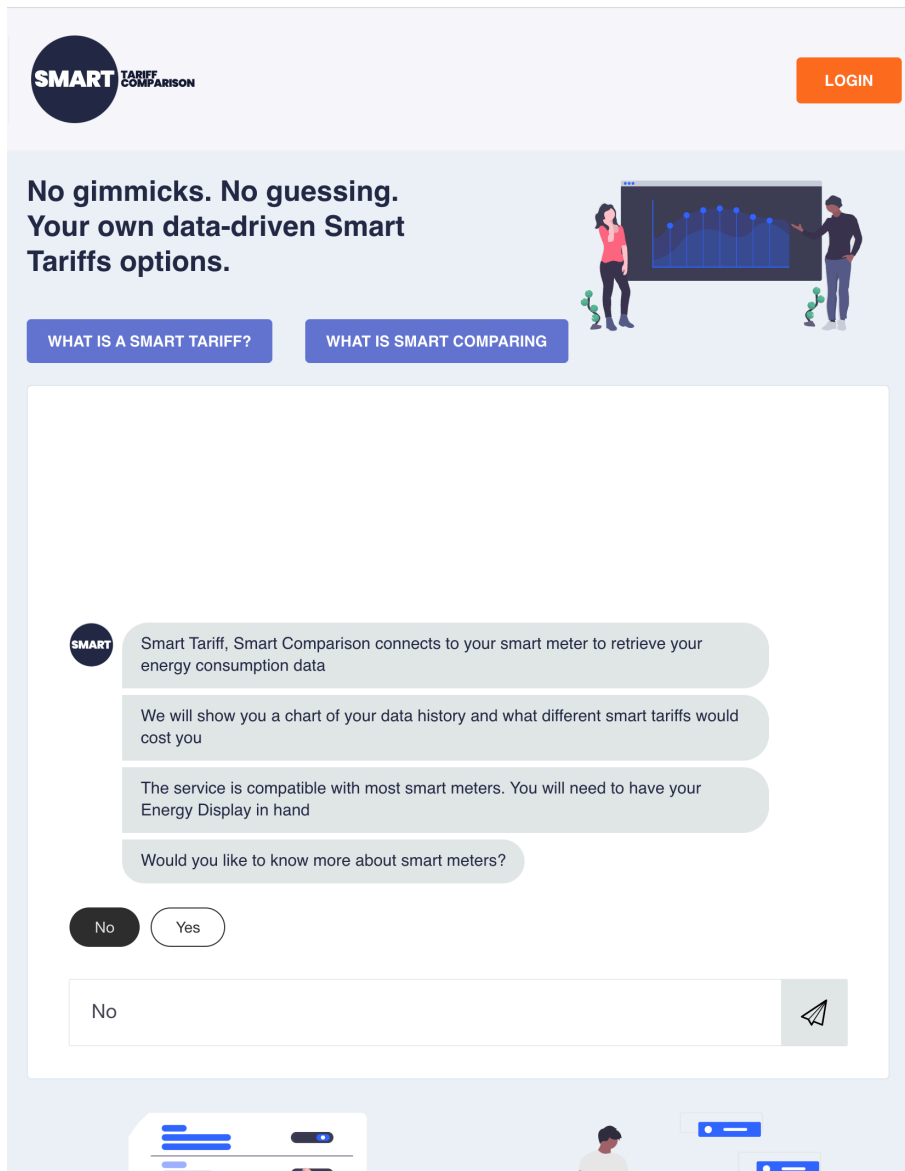 SMART TARIFF
COMPARISON
LOGIN
No gimmicks. No guessing.
Your own data-driven Smart
Tariffs options.
WHAT IS A SMART TARIFF?
WHAT IS SMART COMPARING
SMART
Smart Tariff, Smart Comparison connects to your smart meter to retrieve your
energy consumption data
We will show you a chart of your data history and what different smart tariffs would
cost you
The service is compatible with most smart meters. You will need to have your
Energy Display in hand
Would you like to know more about smart meters?
No
Yes
No